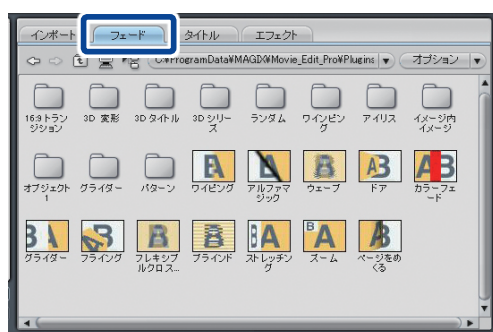 インポート フェード タイトル エフェクト
C:¥ProgramData¥MAGIX¥Movie_Edit_Pro¥Plugins オプション
16:9トランジション 3D 変形 3D タイトル 3D シリーズ ランダム ワインピング アイリス イメージ内イメージ
オブジェクト1 グライダー パターン ワイピング アルファマジック ウェーブ ドア カラーフェード
グライダー フライング フレキシブルクロス... ブラインド ストレッチング ズーム ページをめくる